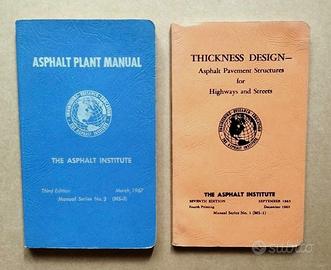 ASPHALT PLANT MANUAL
THE ASPHALT INSTITUTE
Third Edition March, 1967
Manual Series No. 3 (MS-3)
THICKNESS DESIGN—
Asphalt Pavement Structures
for
Highways and Streets
THE ASPHALT INSTITUTE
SEVENTH EDITION SEPTEMBER 1963
Fourth Printing December 1965
Manual Series No. 1 (MS-1)
subito